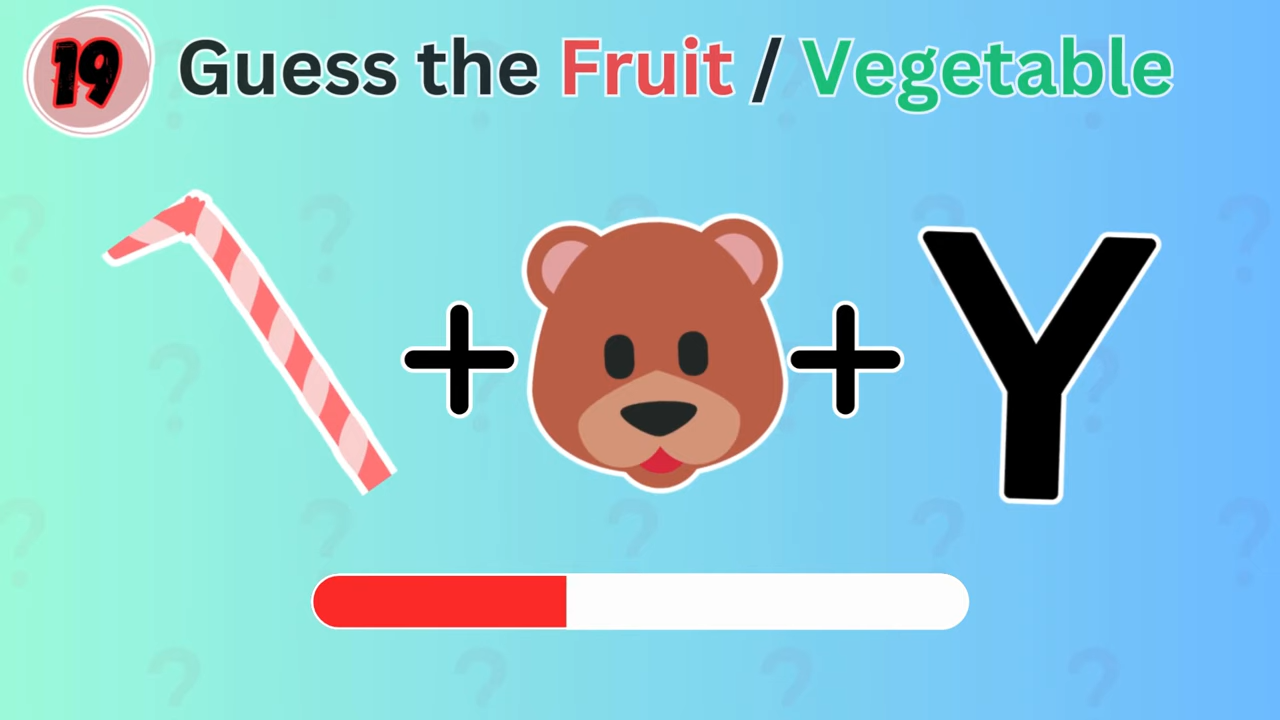 19 Guess the Fruit / Vegetable
+ + Y